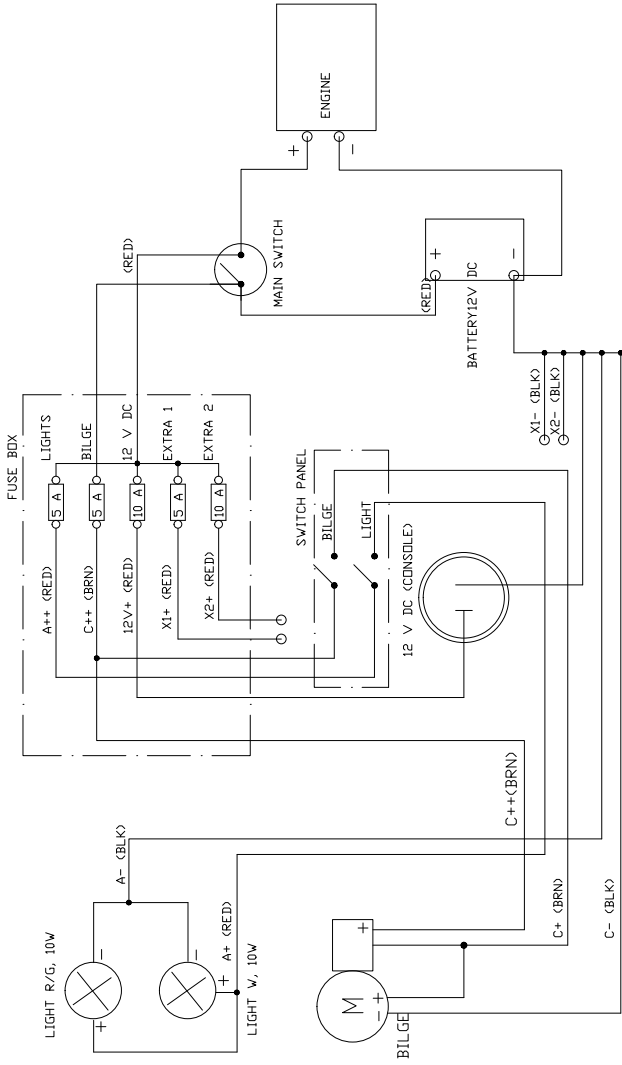 ENGINE
+
−
(RED)
MAIN SWITCH
(RED)
+
−
BATTERY12V DC
X1- (BLK)
X2- (BLK)
FUSE BOX
LIGHTS
BILGE
12 V DC
EXTRA 1
EXTRA 2
5 A
5 A
10 A
5 A
10 A
A++ (RED)
C++ (BRN)
12V+ (RED)
X1+ (RED)
X2+ (RED)
SWITCH PANEL
BILGE
LIGHT
12 V DC (CONSOLE)
C++(BRN)
A- (BLK)
A+ (RED)
LIGHT R/G, 10W
−
+
LIGHT W, 10W
−
+
C+ (BRN)
C- (BLK)
+
M
− +
BILGE